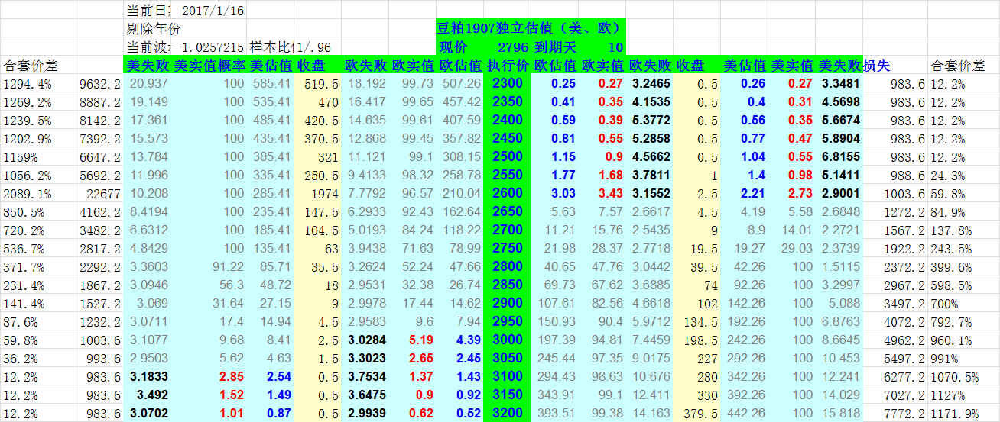 当前日期 2017/1/16
剔除年份 豆粕1907独立估值（美、欧）
-1.0257215 样本比 1/.96 现价 2796 到期天 10
合套价差 美失败 美实值概率 美估值 收盘 欧失败 欧实值 欧估值 执行价 欧估值 欧实值 欧失败 收盘 美估值 美实值 美失败 损失 合套价差
1294.4% 9632.2 20.937 100 585.41 519.5 18.192 99.73 507.26 2300 0.25 0.27 3.2465 0.5 0.26 0.27 3.3481 983.6 12.2%
1269.2% 8887.2 19.149 100 535.41 470 16.417 99.65 457.42 2350 0.41 0.35 4.1535 0.5 0.4 0.31 4.5698 983.6 12.2%
1239.5% 8142.2 17.361 100 485.41 420.5 14.635 99.61 407.59 2400 0.59 0.39 5.3772 0.5 0.56 0.35 5.6674 983.6 12.2%
1202.9% 7392.2 15.573 100 435.41 370.5 12.868 99.45 357.82 2450 0.81 0.55 5.2858 0.5 0.77 0.47 5.8904 983.6 12.2%
1159% 6647.2 13.784 100 385.41 321 11.121 99.1 308.15 2500 1.15 0.9 4.5662 0.5 1.04 0.55 6.8155 983.6 12.2%
1056.2% 5692.2 11.996 100 335.41 250.5 9.4133 98.32 258.78 2550 1.77 1.68 3.7811 1 1.4 0.98 5.1411 988.6 24.3%
2089.1% 22677 10.208 100 285.41 1974 7.7792 96.57 210.04 2600 3.03 3.43 3.1552 2.5 2.21 2.73 2.9001 1003.6 59.8%
850.5% 4162.2 8.4194 100 235.41 147.5 6.2933 92.43 162.64 2650 5.63 7.57 2.6617 4.5 4.19 5.58 2.6848 1272.2 84.9%
720.2% 3482.2 6.6312 100 185.41 104.5 5.0193 84.24 118.22 2700 11.21 15.76 2.5435 9 8.9 14.01 2.2721 1567.2 137.8%
536.7% 2817.2 4.8429 100 135.41 63 3.9438 71.63 78.99 2750 21.98 28.37 2.7718 19.5 19.27 29.03 2.3739 1922.2 243.5%
371.7% 2292.2 3.3603 91.22 85.71 35.5 3.2624 52.24 47.66 2800 40.65 47.76 3.0442 39.5 42.26 100 1.5115 2372.2 399.6%
231.4% 1867.2 3.0946 56.3 48.72 18 2.9531 32.38 26.74 2850 69.73 67.62 3.6885 74 92.26 100 3.2997 2967.2 598.5%
141.4% 1527.2 3.069 31.64 27.15 9 2.9978 17.44 14.62 2900 107.61 82.56 4.6618 102 142.26 100 5.088 3497.2 700%
87.6% 1232.2 3.0711 17.4 14.94 4.5 2.9583 9.6 7.94 2950 150.93 90.4 5.9712 134.5 192.26 100 6.8763 4072.2 792.7%
59.8% 1003.6 3.1077 9.68 8.41 2.5 3.0284 5.19 4.39 3000 197.39 94.81 7.4459 198.5 242.26 100 8.6645 4962.2 960.1%
36.2% 993.6 2.9503 5.62 4.63 1.5 3.3023 2.65 2.45 3050 245.44 97.35 9.0175 227 292.26 100 10.453 5497.2 991%
12.2% 983.6 3.1833 2.85 2.54 0.5 3.7534 1.37 1.43 3100 294.43 98.63 10.676 280 342.26 100 12.241 6277.2 1070.5%
12.2% 983.6 3.492 1.52 1.49 0.5 3.6475 0.9 0.92 3150 343.91 99.1 12.411 330 392.26 100 14.029 7027.2 1127%
12.2% 983.6 3.0702 1.01 0.87 0.5 2.9939 0.62 0.52 3200 393.51 99.38 14.163 379.5 442.26 100 15.818 7772.2 1171.9%